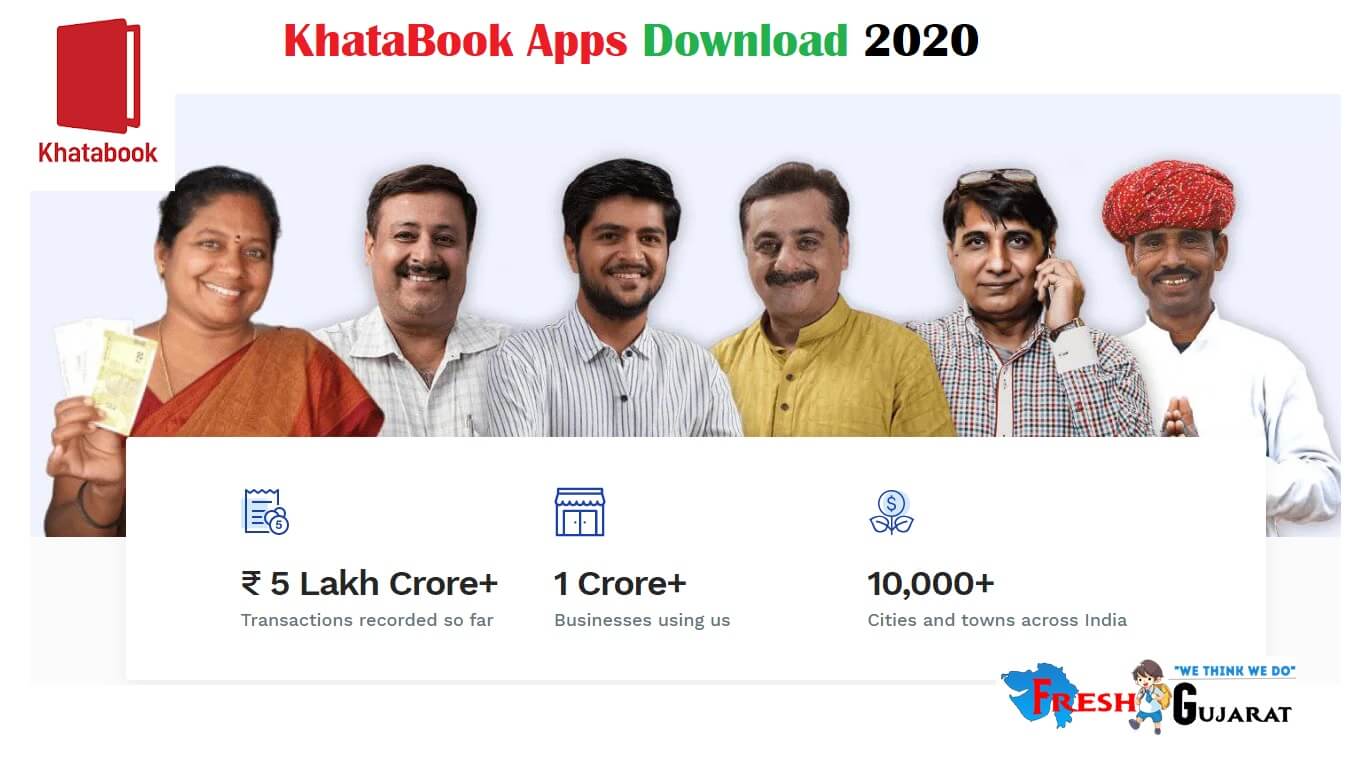 KhataBook Apps Download 2020
Khatabook
₹ 5 Lakh Crore+
Transactions recorded so far
1 Crore+
Businesses using us
10,000+
Cities and towns across India
"WE THINK WE DO"
FRESH GUJARAT